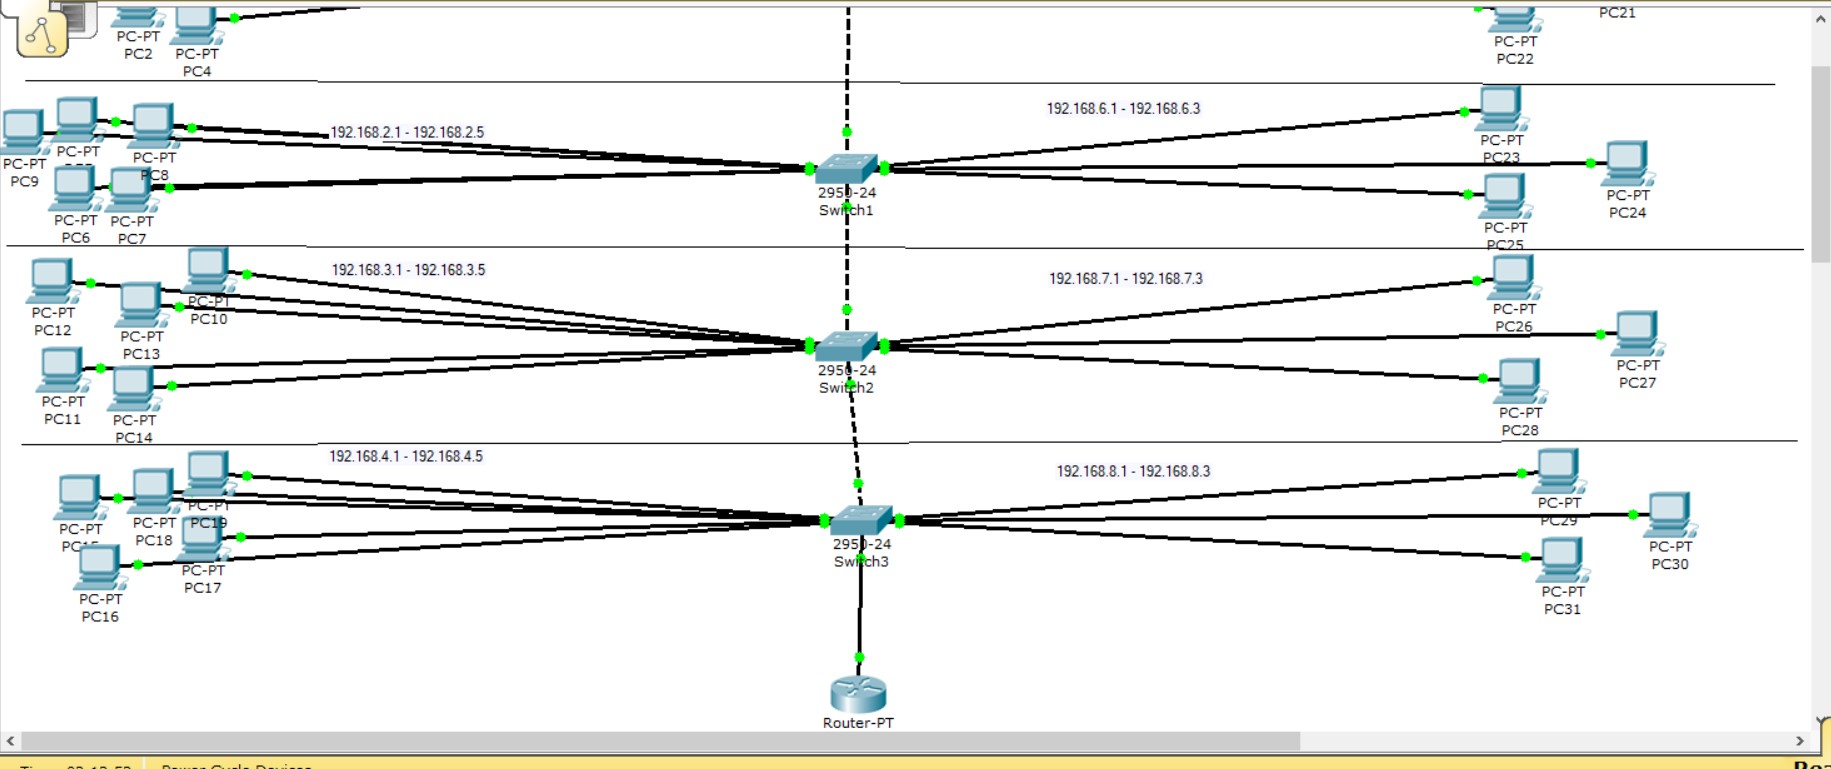 PC-PT
PC2
PC-PT
PC4
PC21
PC-PT
PC22
192.168.2.1 - 192.168.2.5
192.168.6.1 - 192.168.6.3
PC-PT
PC9
PC-PT
PC-PT
PC8
PC-PT
PC6
PC-PT
PC7
2950-24
Switch1
PC-PT
PC23
PC-PT
PC24
PC-PT
PC25
192.168.3.1 - 192.168.3.5
192.168.7.1 - 192.168.7.3
PC-PT
PC12
PC-PT
PC13
PC-PT
PC10
PC-PT
PC11
PC-PT
PC14
2950-24
Switch2
PC-PT
PC26
PC-PT
PC27
PC-PT
PC28
192.168.4.1 - 192.168.4.5
192.168.8.1 - 192.168.8.3
PC-PT
PC15
PC-PT
PC18
PC-PT
PC19
PC-PT
PC17
PC-PT
PC16
2950-24
Switch3
PC-PT
PC29
PC-PT
PC30
PC-PT
PC31
Router-PT
Power Cycle Devices